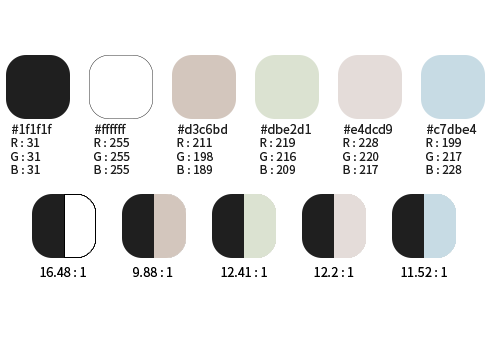 #1f1f1f #ffffff #d3c6bd #dbe2d1 #e4dcd9 #c7dbe4
R : 31 R : 255 R : 211 R : 219 R : 228 R : 199
G : 31 G : 255 G : 198 G : 216 G : 220 G : 217
B : 31 B : 255 B : 189 B : 209 B : 217 B : 228
16.48 : 1 9.88 : 1 12.41 : 1 12.2 : 1 11.52 : 1